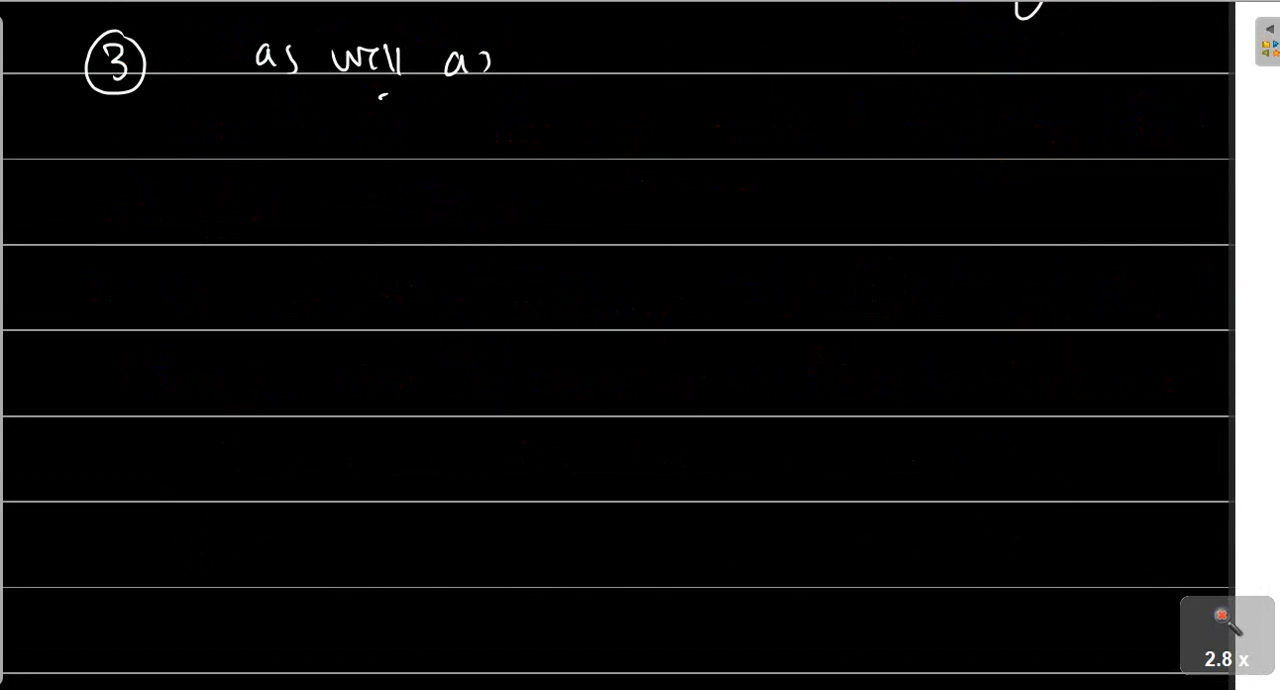 ③ as well as
2.8 x